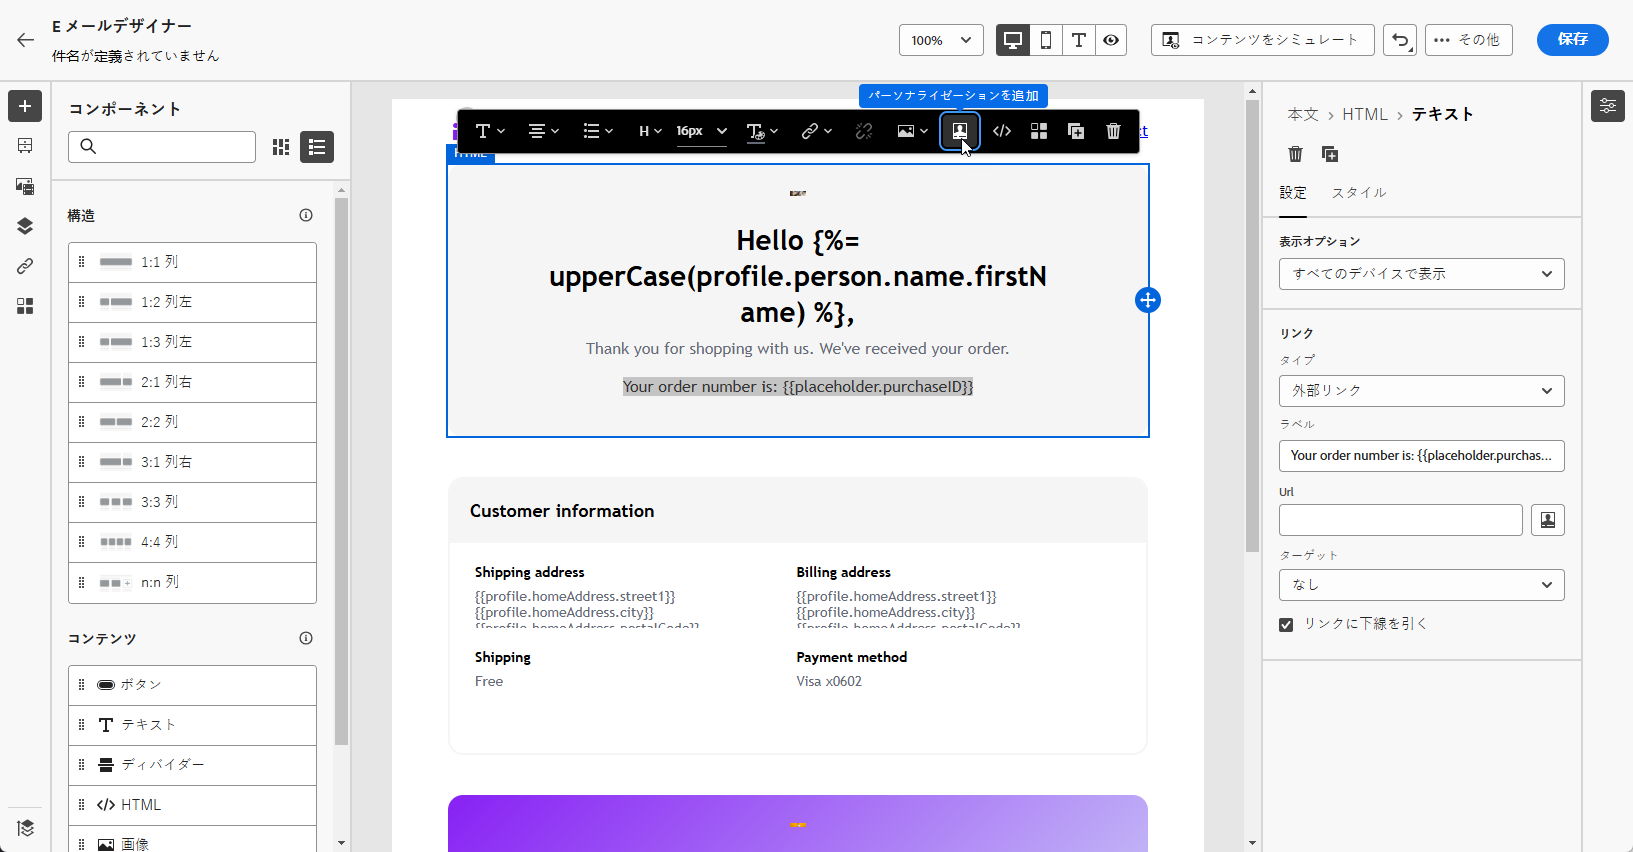 E メールデザイナー
件名が定義されていません
100%
コンテンツをシミュレート
その他
保存
コンポーネント
構造
1:1 列
1:2 列左
1:3 列左
2:1 列右
2:2 列
3:1 列右
3:3 列
4:4 列
n:n 列
コンテンツ
ボタン
テキスト
ディバイダー
HTML
画像
パーソナライゼーションを追加
H
16px
HTML
Hello {%=
upperCase(profile.person.name.firstN
ame) %},
Thank you for shopping with us. We've received your order.
Your order number is: {{placeholder.purchaseID}}
Customer information
Shipping address
{{profile.homeAddress.street1}}
{{profile.homeAddress.city}}
{{profile.homeAddress.postalCode}}
Billing address
{{profile.homeAddress.street1}}
{{profile.homeAddress.city}}
{{profile.homeAddress.postalCode}}
Shipping
Free
Payment method
Visa x0602
本文 > HTML > テキスト
設定
スタイル
表示オプション
すべてのデバイスで表示
リンク
タイプ
外部リンク
ラベル
Your order number is: {{placeholder.purchas...
Url
ターゲット
なし
リンクに下線を引く